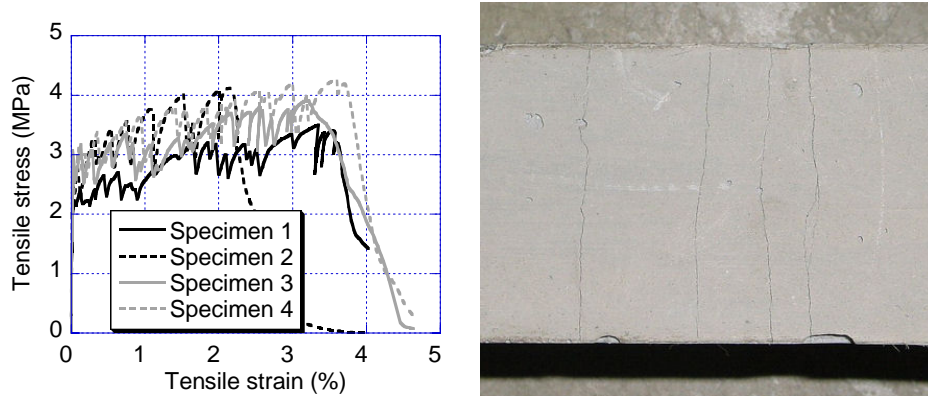 5
4
3
2
1
0
Tensile stress (MPa)
Specimen 1
Specimen 2
Specimen 3
Specimen 4
0 1 2 3 4 5
Tensile strain (%)